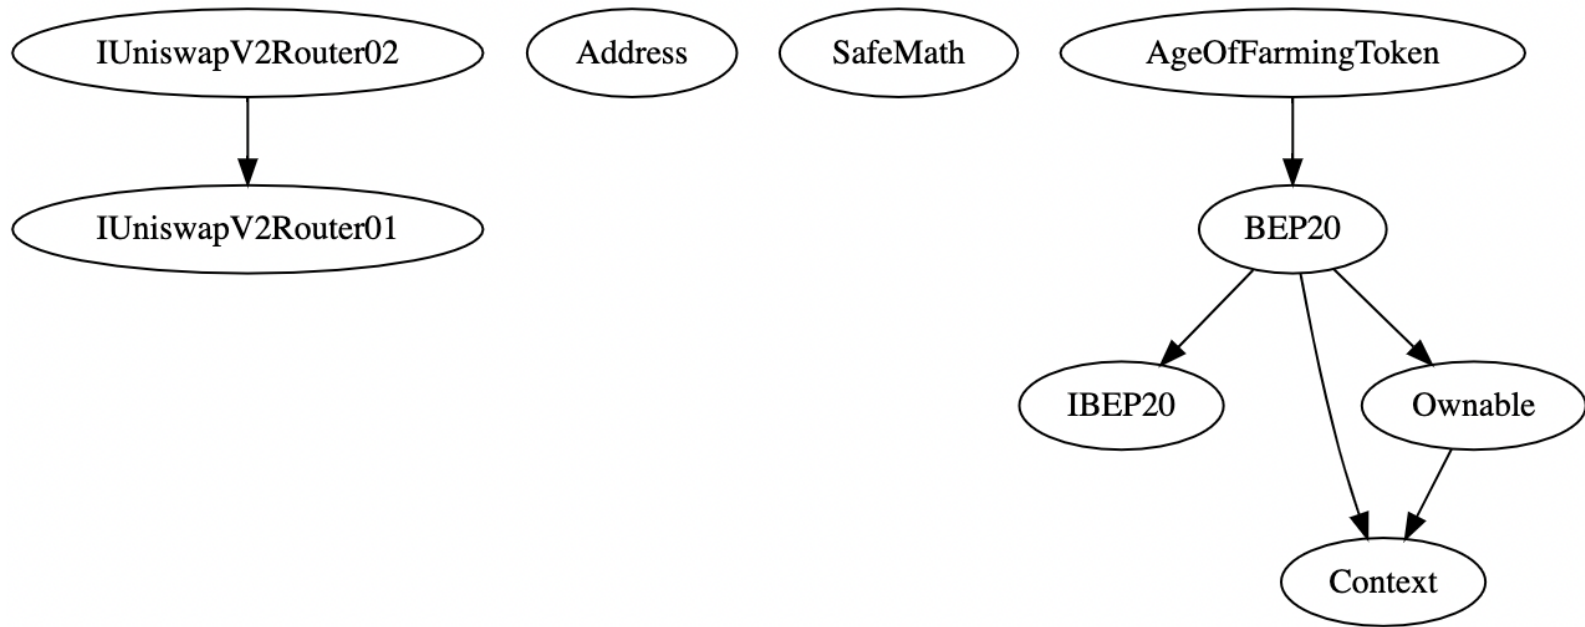 IUniswapV2Router02
Address
SafeMath
AgeOfFarmingToken
IUniswapV2Router01
BEP20
IBEP20
Ownable
Context